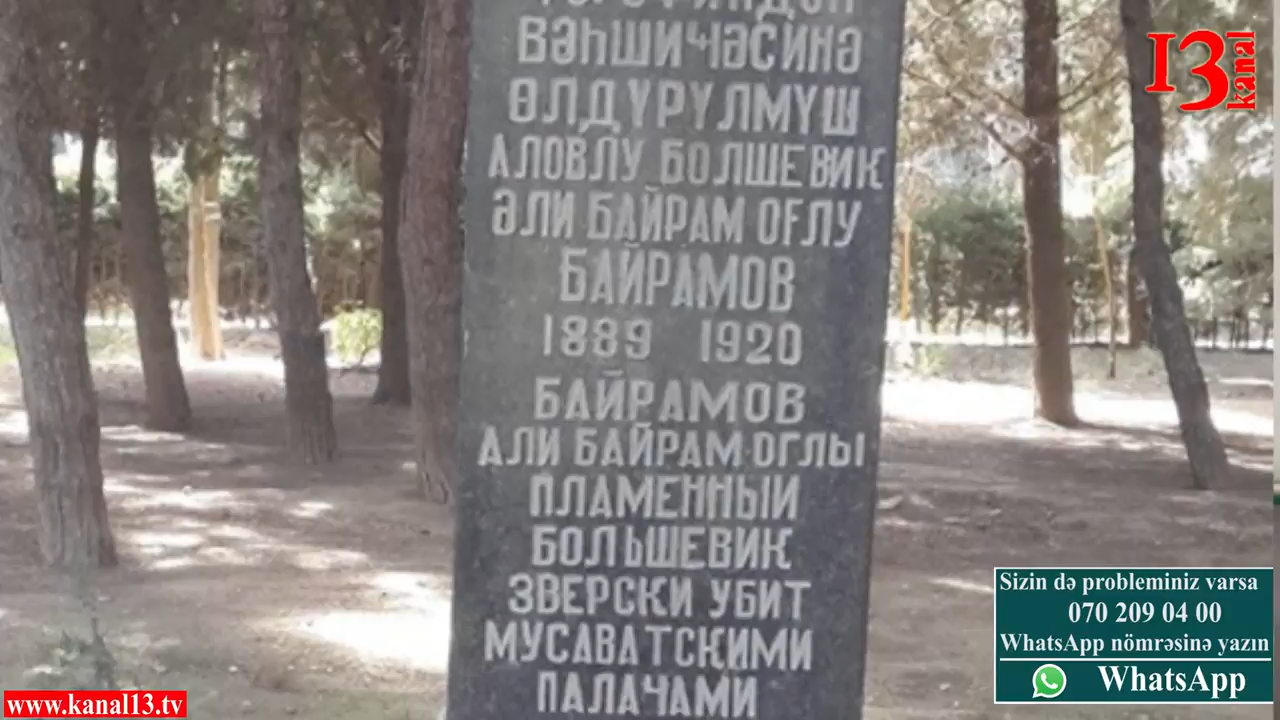 ВӘҺШИҸӘСИНӘ
ӨЛДҮРҮЛМҮШ
АЛОВЛУ БОЛШЕВИК
ӘЛИ БАЙРАМ ОҒЛУ
БАЙРАМОВ
1889 1920
БАЙРАМОВ
АЛИ БАЙРАМ ОГЛЫ
ПЛАМЕННЫЙ
БОЛЬШЕВИК
ЗВЕРСКИ УБИТ
МУСАВАТСКИМИ
ПАЛАЧАМИ
13 kanal
Sizin də probleminiz varsa
070 209 04 00
WhatsApp nömrəsinə yazın
WhatsApp
www.kanal13.tv